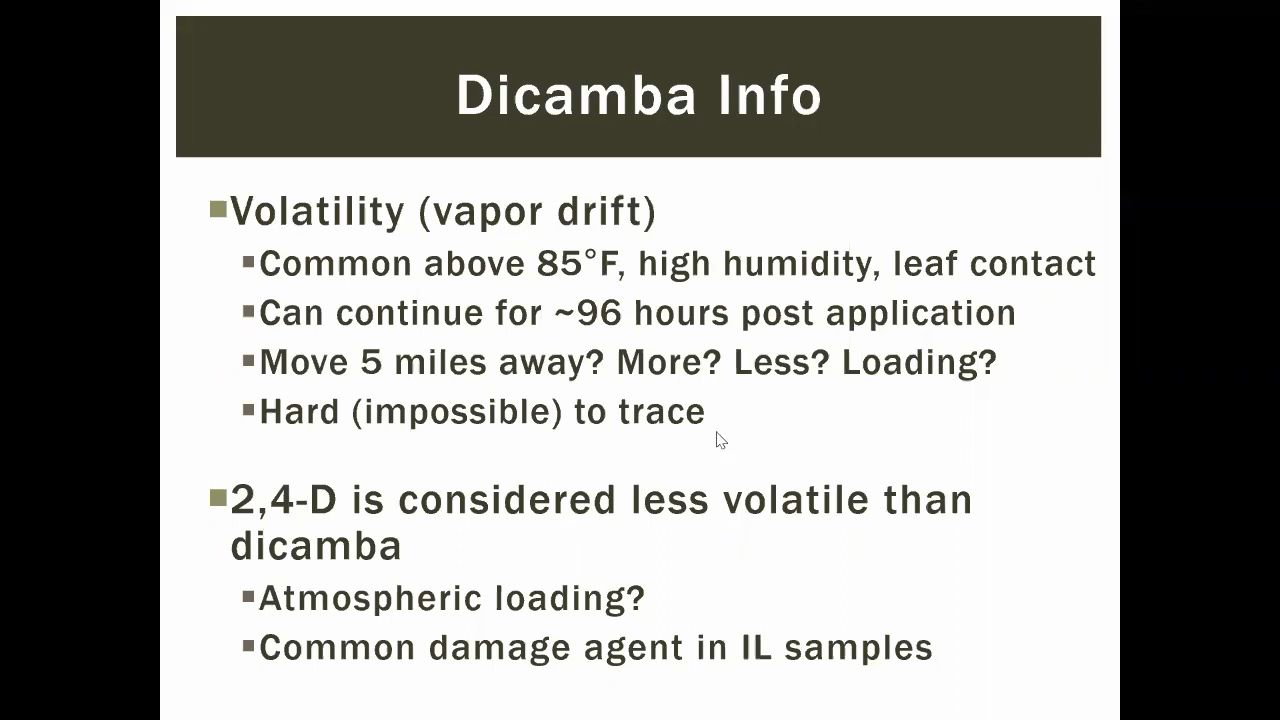 Dicamba Info
Volatility (vapor drift)
Common above 85°F, high humidity, leaf contact
Can continue for ~96 hours post application
Move 5 miles away? More? Less? Loading?
Hard (impossible) to trace
2,4-D is considered less volatile than
dicamba
Atmospheric loading?
Common damage agent in IL samples